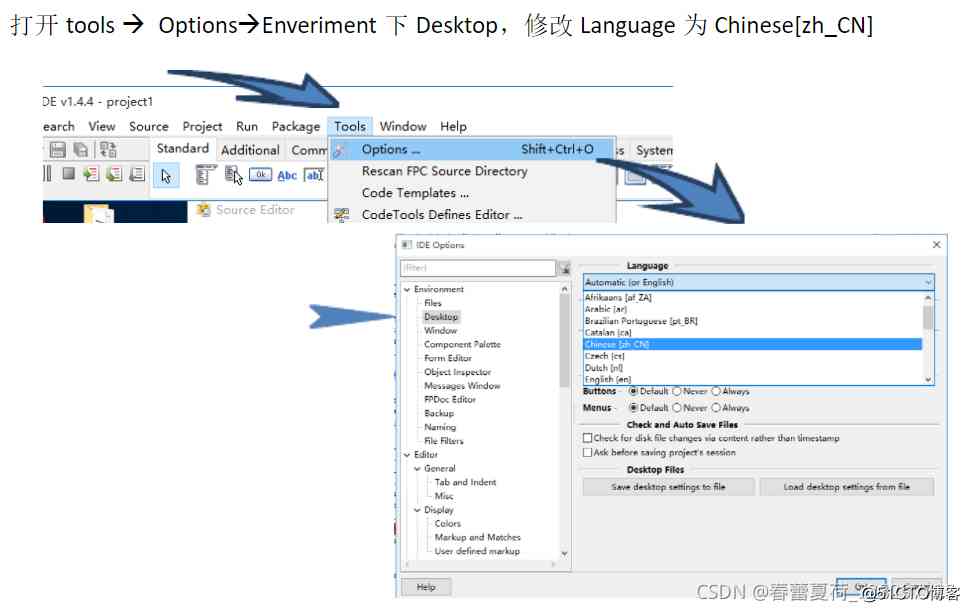 打开 tools → Options→Enveriment 下 Desktop，修改 Language 为 Chinese[zh_CN]
IDE v1.4.4 - project1
earch View Source Project Run Package Tools Window Help
Standard Additional Comm
Options ... Shift+Ctrl+O
ss System
Ok Abc ab
Rescan FPC Source Directory
Code Templates ...
Source Editor
CodeTools Defines Editor ...
IDE Options
(filter)
Language
Automatic (or English)
Environment
Files
Desktop
Window
Component Palette
Form Editor
Object Inspector
Messages Window
FPDoc Editor
Backup
Naming
File Filters
Editor
General
Tab and Indent
Misc
Display
Colors
Markup and Matches
User defined markup
Afrikaans [af_ZA]
Arabic [ar]
Brazilian Portuguese [pt_BR]
Catalan [ca]
Chinese [zh_CN]
Czech [cs]
Dutch [nl]
English [en]
Buttons Default Never Always
Menus Default Never Always
Check and Auto Save Files
Check for disk file changes via content rather than timestamp
Ask before saving project's session
Desktop Files
Save desktop settings to file Load desktop settings from file
Help
CSDN @春蕾夏荷_
@51CTO博客